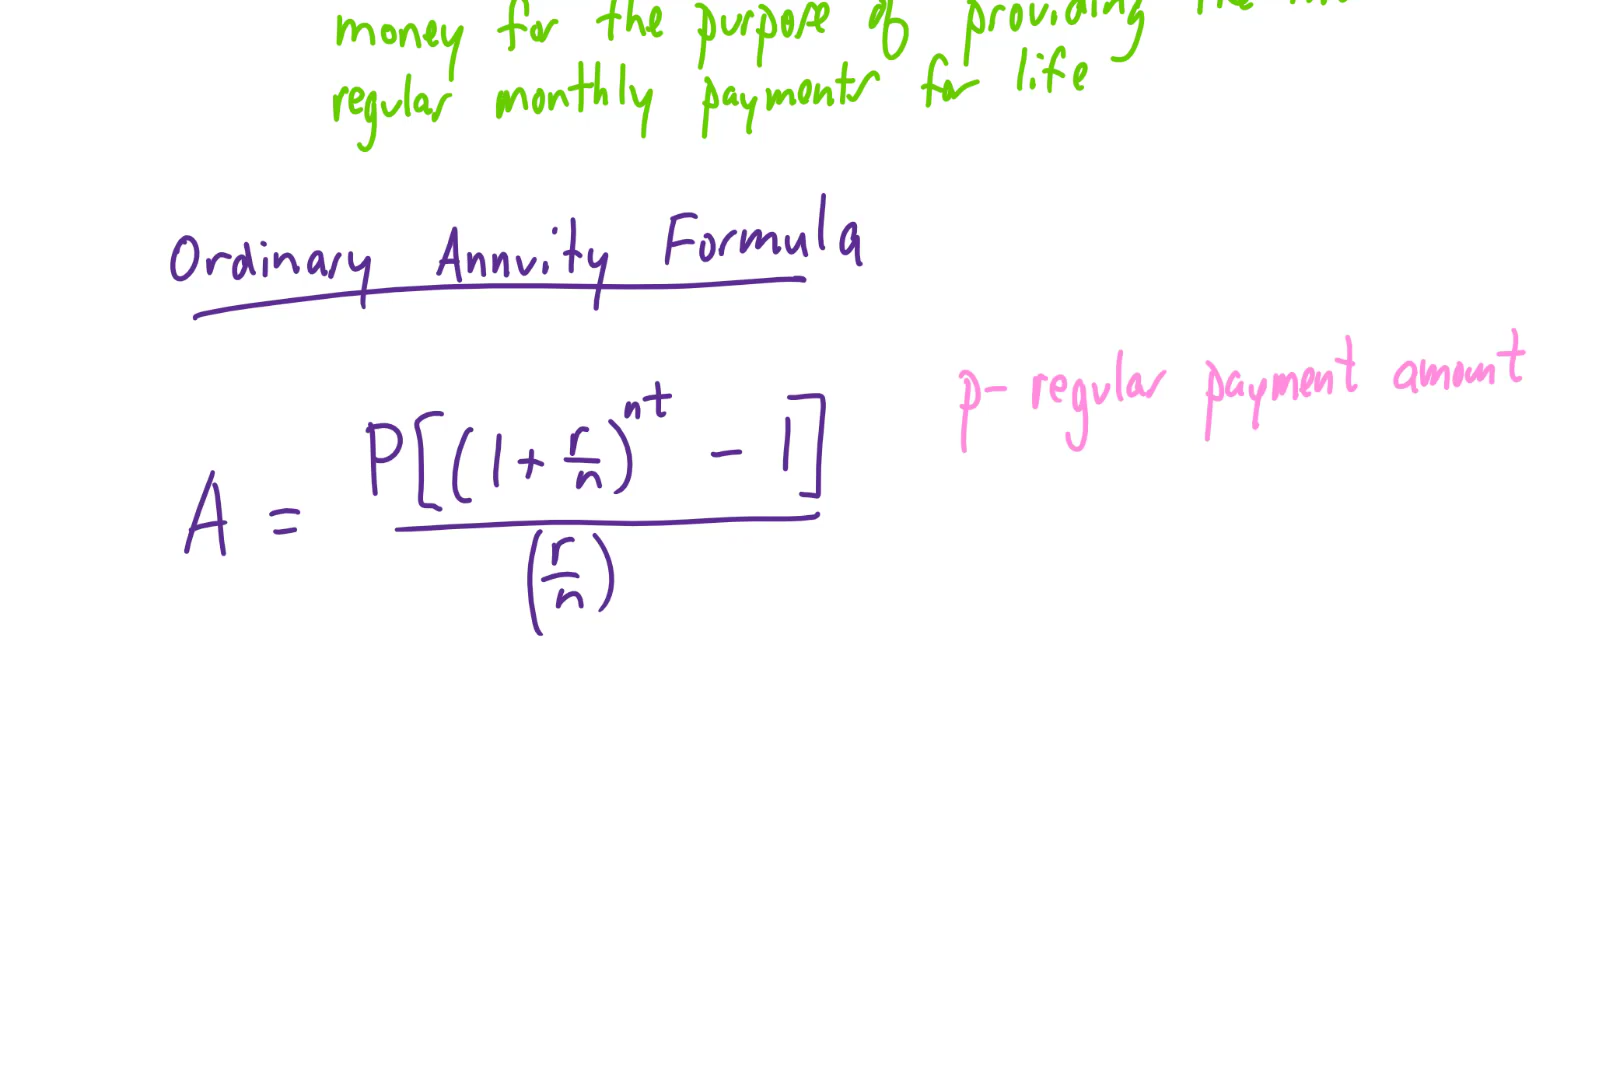 money for the purpose of providing the
regular monthly payments for life
Ordinary Annuity Formula
p- regular payment amount
A = P[(1 + r/n)^nt - 1] / (r/n)